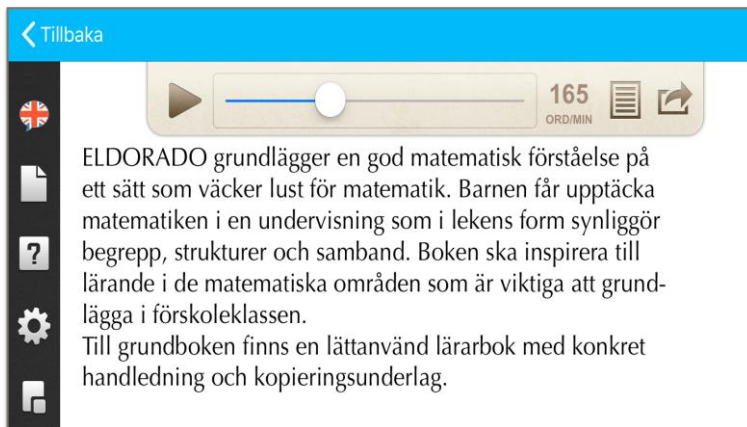 Tillbaka
165
ORD/MIN
ELDORADO grundlägger en god matematisk förståelse på
ett sätt som väcker lust för matematik. Barnen får upptäcka
matematiken i en undervisning som i lekens form synliggör
begrepp, strukturer och samband. Boken ska inspirera till
lärande i de matematiska områden som är viktiga att grund-
lägga i förskoleklassen.
Till grundboken finns en lättanvänd lärarbok med konkret
handledning och kopieringsunderlag.
?